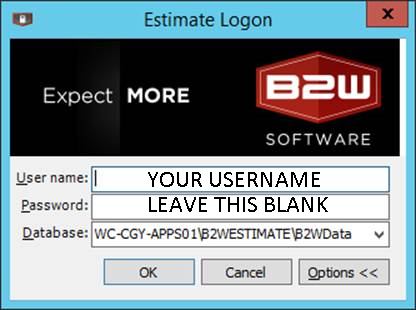 Estimate Logon
x
Expect MORE
B2W
SOFTWARE
User name: YOUR USERNAME
Password: LEAVE THIS BLANK
Database: WC-CGY-APPS01\B2WESTIMATE\B2WData
OK Cancel Options <<